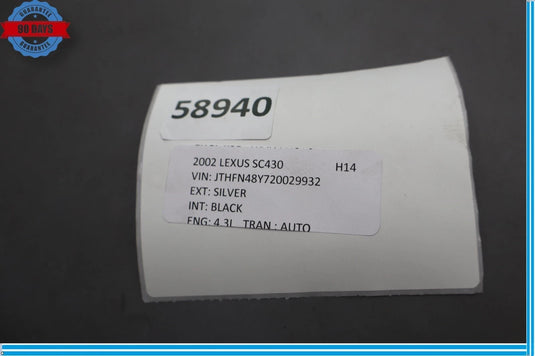 GUARANTEE
90 DAYS
GUARANTEE
58940
2002 LEXUS SC430 H14
VIN: JTHFN48Y720029932
EXT: SILVER
INT: BLACK
ENG: 4.3L TRAN : AUTO